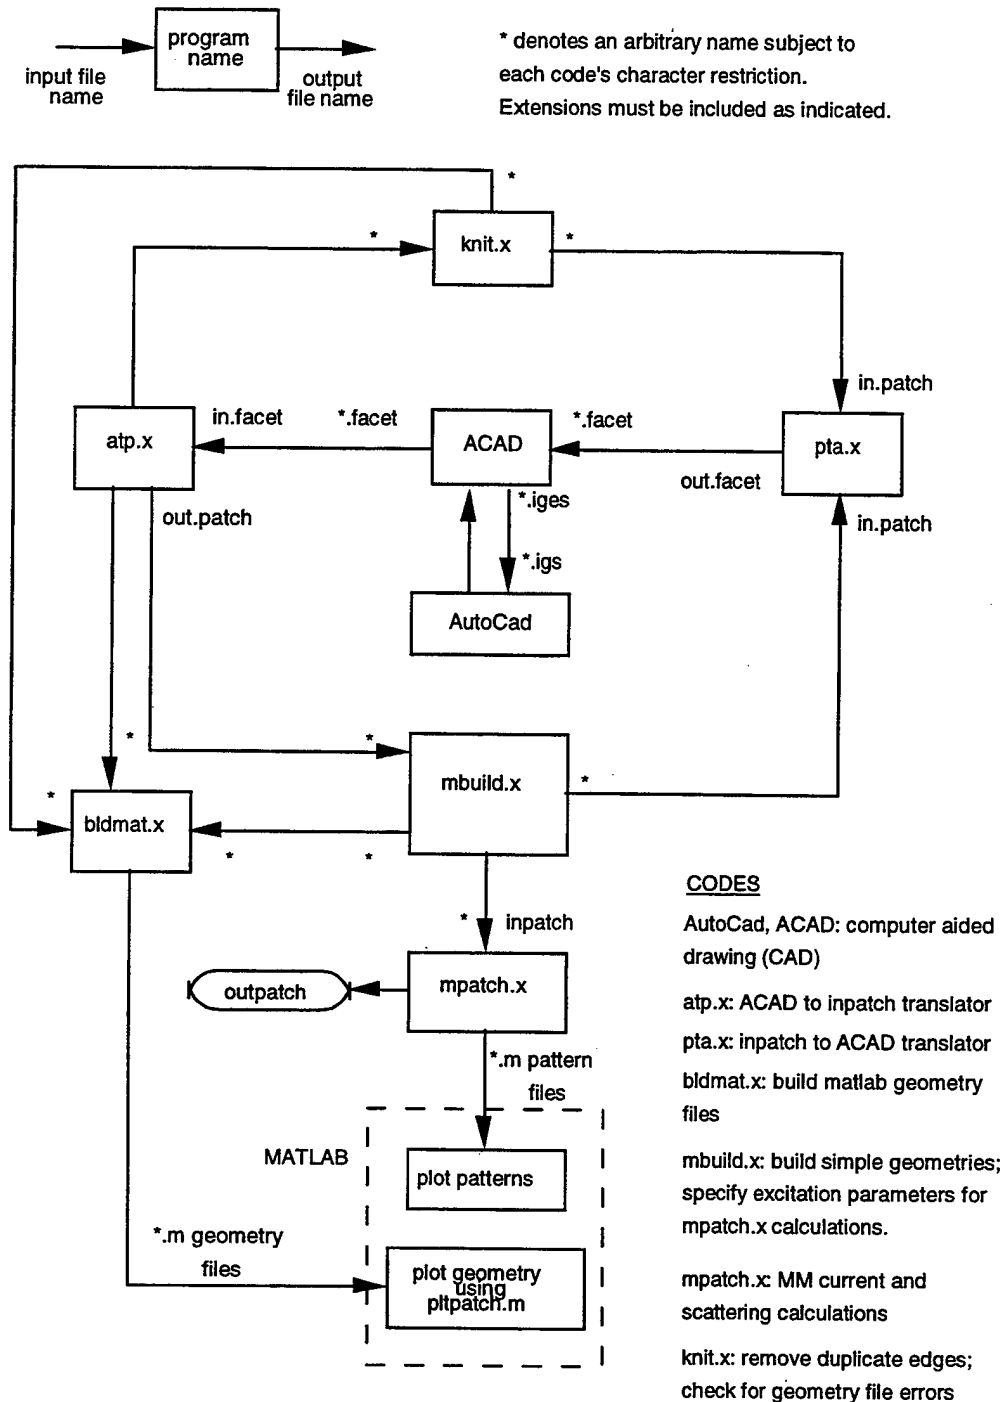 program
name
input file
name
output
file name
* denotes an arbitrary name subject to
each code's character restriction.
Extensions must be included as indicated.
*
*
knit.x
*
in.patch
atp.x
in.facet
*.facet
ACAD
*.facet
pta.x
out.facet
out.patch
*.iges
in.patch
*.igs
AutoCad
*
*
mbuild.x
*
*
bldmat.x
*
*
CODES
*
inpatch
AutoCad, ACAD: computer aided
drawing (CAD)
outpatch
mpatch.x
atp.x: ACAD to inpatch translator
pta.x: inpatch to ACAD translator
*.m pattern
files
bldmat.x: build matlab geometry
files
MATLAB
plot patterns
mbuild.x: build simple geometries;
specify excitation parameters for
mpatch.x calculations.
*.m geometry
files
plot geometry
using
pltpatch.m
mpatch.x: MM current and
scattering calculations
knit.x: remove duplicate edges;
check for geometry file errors